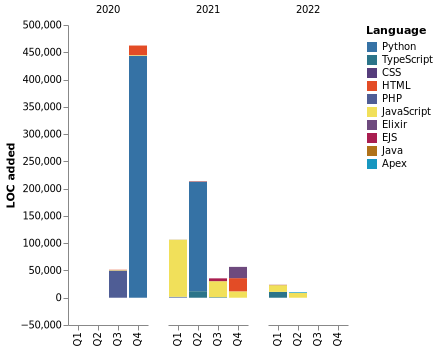 2020 2021 2022
Language
Python
TypeScript
CSS
HTML
PHP
JavaScript
Elixir
EJS
Java
Apex
LOC added
500,000
450,000
400,000
350,000
300,000
250,000
200,000
150,000
100,000
50,000
0
−50,000
Q1 Q2 Q3 Q4 Q1 Q2 Q3 Q4 Q1 Q2 Q3 Q4